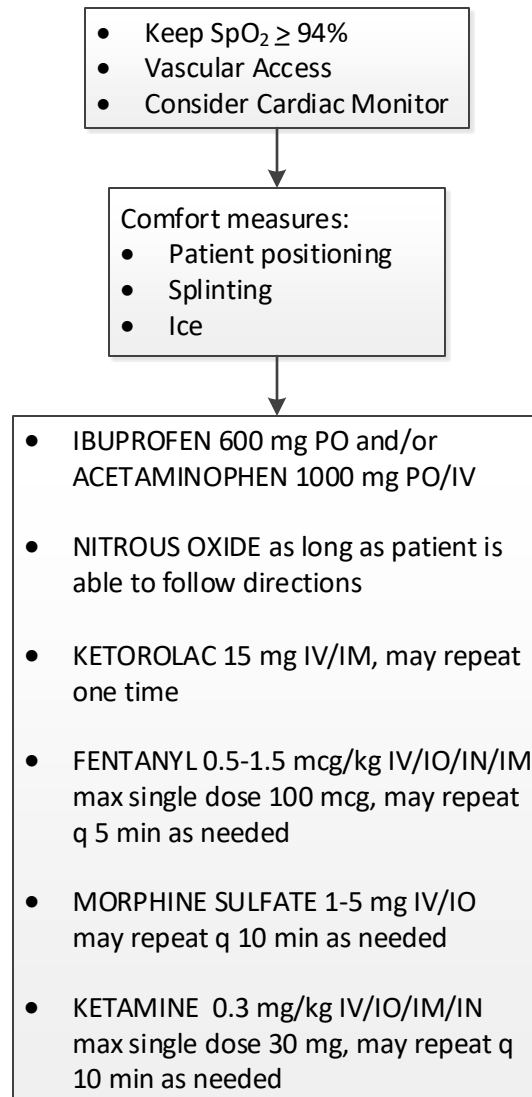 • Keep SpO₂ ≥ 94%
• Vascular Access
• Consider Cardiac Monitor
Comfort measures:
• Patient positioning
• Splinting
• Ice
• IBUPROFEN 600 mg PO and/or
ACETAMINOPHEN 1000 mg PO/IV
• NITROUS OXIDE as long as patient is
able to follow directions
• KETOROLAC 15 mg IV/IM, may repeat
one time
• FENTANYL 0.5-1.5 mcg/kg IV/IO/IN/IM
max single dose 100 mcg, may repeat
q 5 min as needed
• MORPHINE SULFATE 1-5 mg IV/IO
may repeat q 10 min as needed
• KETAMINE  0.3 mg/kg IV/IO/IM/IN
max single dose 30 mg, may repeat q
10 min as needed